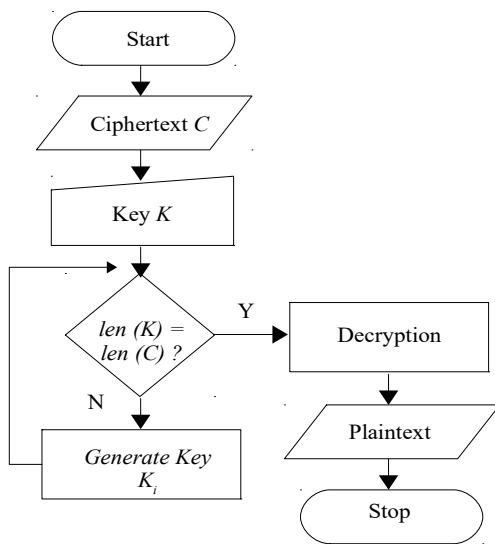 Start
Ciphertext C
Key K
len (K) =
len (C) ?
Y
N
Generate Key
Kᵢ
Decryption
Plaintext
Stop